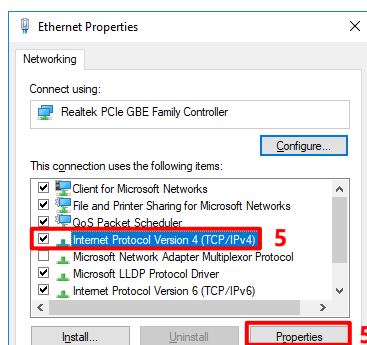 Ethernet Properties
Networking
Connect using:
Realtek PCIe GBE Family Controller
Configure...
This connection uses the following items:
Client for Microsoft Networks
File and Printer Sharing for Microsoft Networks
QoS Packet Scheduler
Internet Protocol Version 4 (TCP/IPv4) 5
Microsoft Network Adapter Multiplexor Protocol
Microsoft LLDP Protocol Driver
Internet Protocol Version 6 (TCP/IPv6)
Install... Uninstall Properties 5